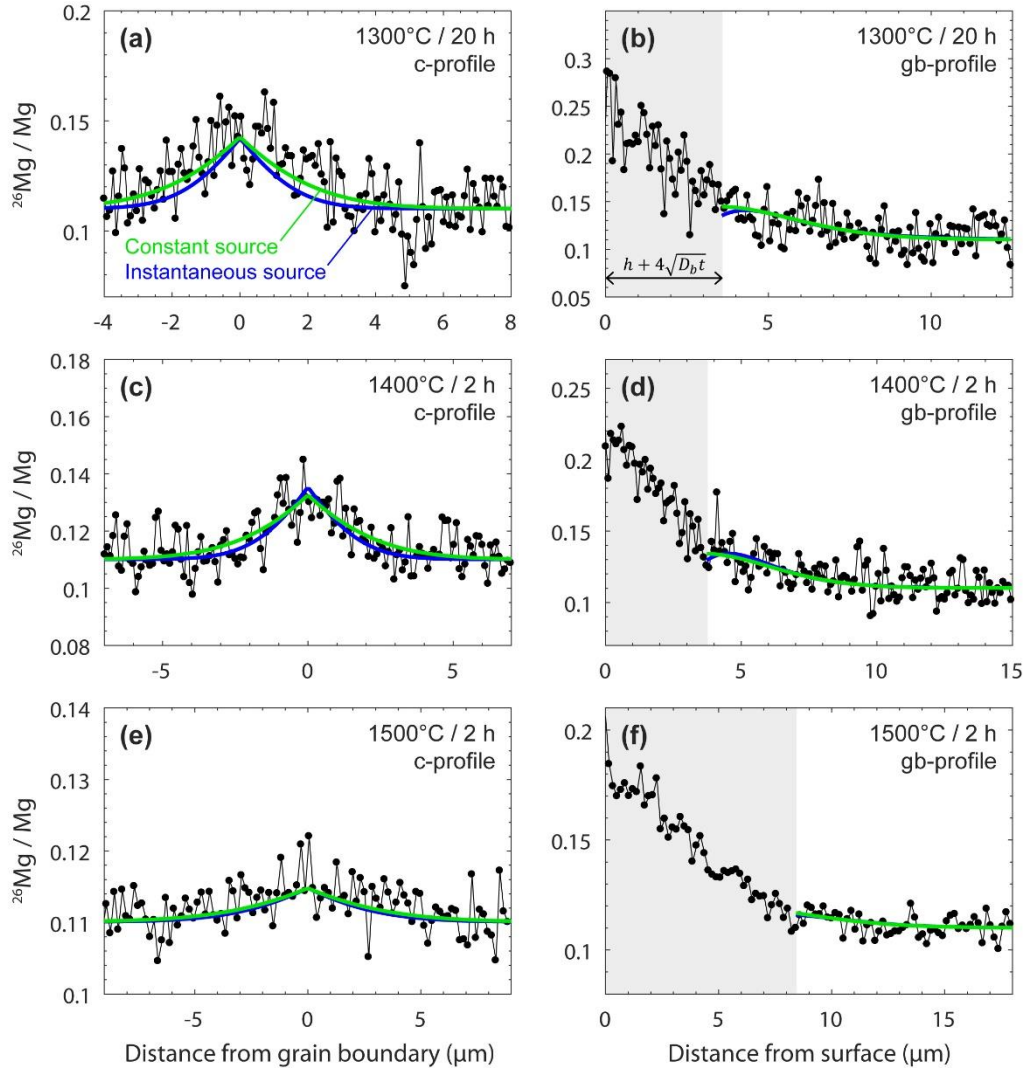 (a)
1300°C / 20 h
c-profile
0.2
0.15
0.1
²⁶Mg / Mg
Constant source
Instantaneous source
-4
-2
0
2
4
6
8
(b)
1300°C / 20 h
gb-profile
0.3
0.25
0.2
0.15
0.1
0.05
h + 4√D_bt
0
5
10
(c)
1400°C / 2 h
c-profile
0.18
0.16
0.14
0.12
0.1
0.08
²⁶Mg / Mg
-5
0
5
(d)
1400°C / 2 h
gb-profile
0.25
0.2
0.15
0.1
0
5
10
15
(e)
1500°C / 2 h
c-profile
0.14
0.13
0.12
0.11
0.1
²⁶Mg / Mg
-5
0
5
Distance from grain boundary (µm)
(f)
1500°C / 2 h
gb-profile
0.2
0.15
0.1
0
5
10
15
Distance from surface (µm)